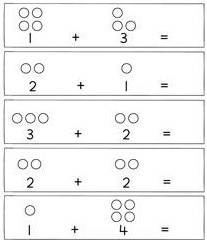 1 + 3 =
2 + 1 =
3 + 2 =
2 + 2 =
1 + 4 =